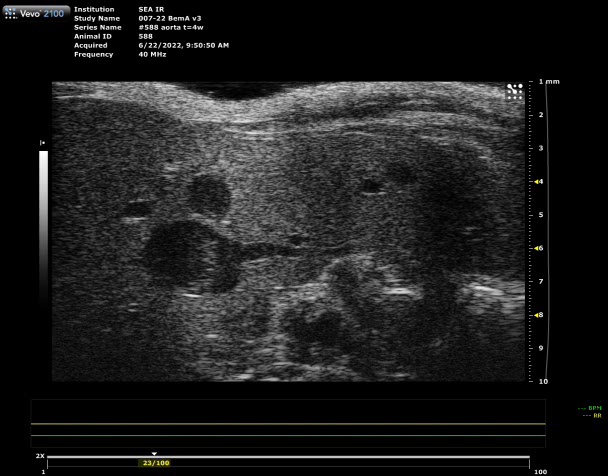 Vevo 2100
Institution SEA IR
Study Name 007-22 BemA v3
Series Name #588 aorta t=4w
Animal ID 588
Acquired 6/22/2022, 9:50:50 AM
Frequency 40 MHz
1 mm
2
3
4
5
6
7
8
9
10
--- BPM
--- RR
2X
23/100
1 100